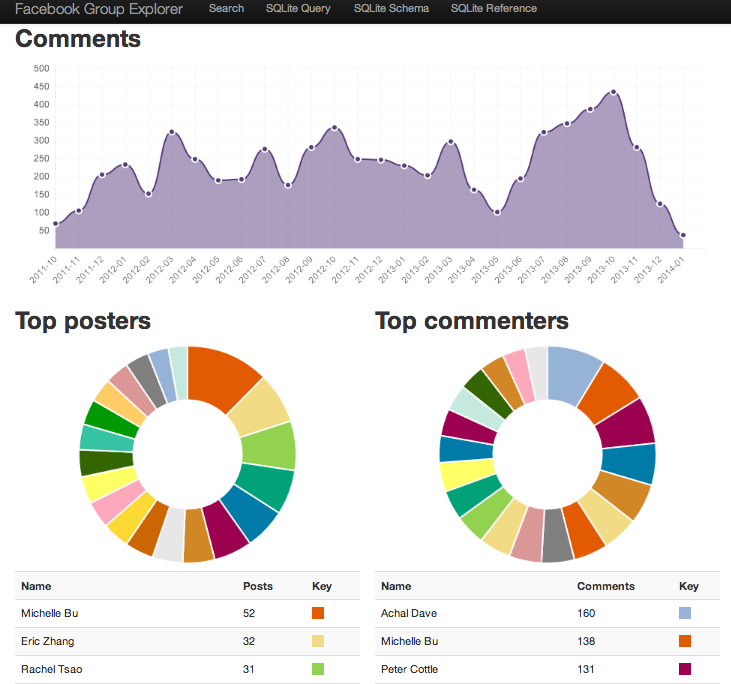 Facebook Group Explorer Search SQLite Query SQLite Schema SQLite Reference
Comments
500
450
400
350
300
250
200
150
100
50
2011-10 2011-11 2011-12 2012-01 2012-02 2012-03 2012-04 2012-05 2012-06 2012-07 2012-08 2012-09 2012-10 2012-11 2012-12 2013-01 2013-02 2013-03 2013-04 2013-05 2013-06 2013-07 2013-08 2013-09 2013-10 2013-11 2013-12 2014-01
Top posters Top commenters
Name Posts Key Name Comments Key
Michelle Bu 52 Achal Dave 160
Eric Zhang 32 Michelle Bu 138
Rachel Tsao 31 Peter Cottle 131